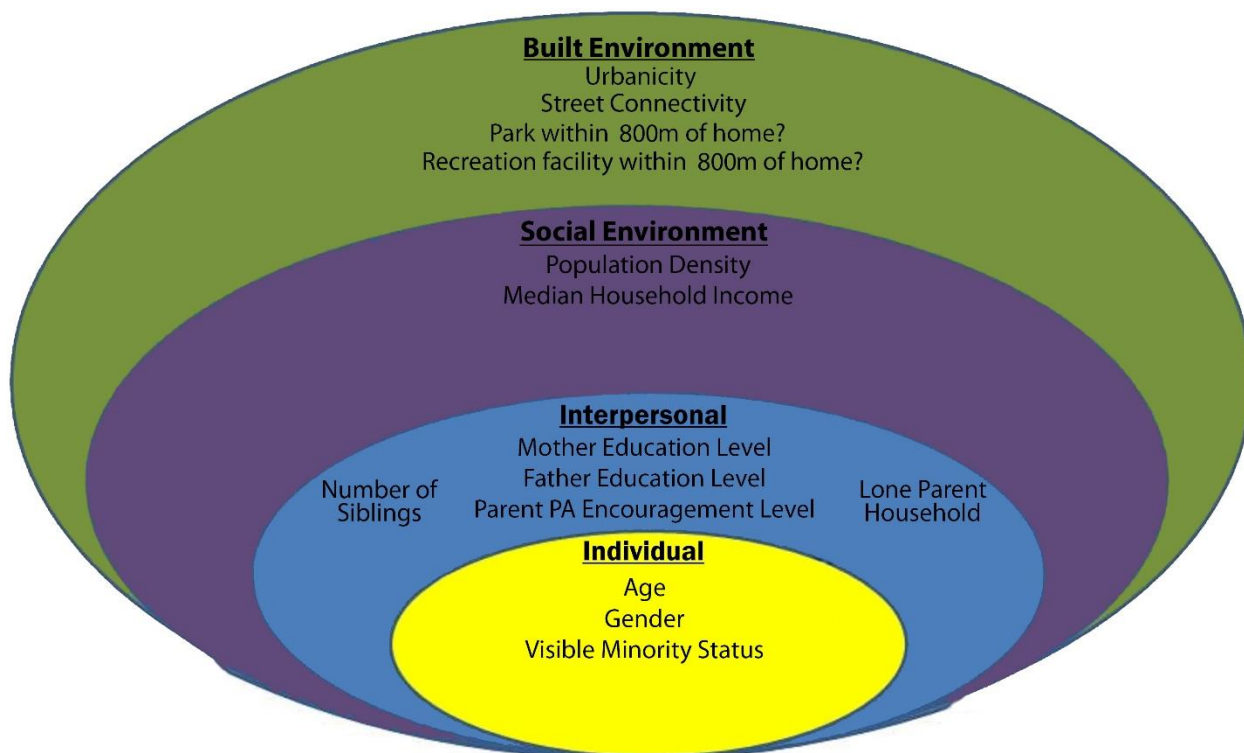 Built Environment
Urbanicity
Street Connectivity
Park within 800m of home?
Recreation facility within 800m of home?
Social Environment
Population Density
Median Household Income
Interpersonal
Mother Education Level
Father Education Level
Parent PA Encouragement Level
Number of
Siblings
Lone Parent
Household
Individual
Age
Gender
Visible Minority Status